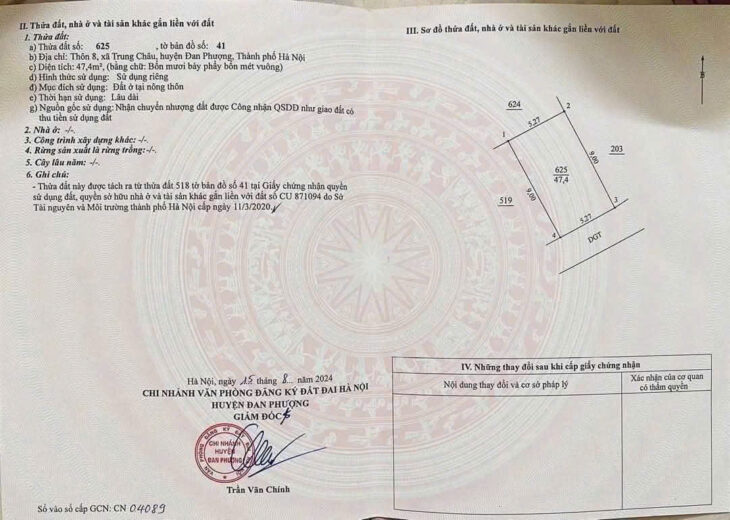 II. Thửa đất, nhà ở và tài sản khác gắn liền với đất
1. Thửa đất:
a) Thửa đất số: 625 , tờ bản đồ số: 41
b) Địa chỉ: Thôn 8, xã Trung Châu, huyện Đan Phượng, Thành phố Hà Nội
c) Diện tích: 47,4m², (bằng chữ: Bốn mươi bảy phẩy bốn mét vuông)
d) Hình thức sử dụng: Sử dụng riêng
đ) Mục đích sử dụng: Đất ở tại nông thôn
e) Thời hạn sử dụng: Lâu dài
g) Nguồn gốc sử dụng: Nhận chuyển nhượng đất được Công nhận QSDĐ như giao đất có
thu tiền sử dụng đất
2. Nhà ở: -/-.
3. Công trình xây dựng khác: -/-.
4. Rừng sản xuất là rừng trồng:-/-.
5. Cây lâu năm: -/-.
6. Ghi chú:
- Thửa đất này được tách ra từ thửa đất 518 tờ bản đồ số 41 tại Giấy chứng nhận quyền
sử dụng đất, quyền sở hữu nhà ở và tài sản khác gắn liền với đất số CU 871094 do Sở
Tài nguyên và Môi trường thành phố Hà Nội cấp ngày 11/3/2020.
Hà Nội, ngày 15 tháng 8 năm 2024
CHI NHÁNH VĂN PHÒNG ĐĂNG KÝ ĐẤT ĐAI HÀ NỘI
HUYỆN ĐAN PHƯỢNG
GIÁM ĐỐC
CHI NHÁNH
HUYỆN
ĐAN PHƯỢNG
Trần Văn Chính
Số vào sổ cấp GCN: CN 04089
III. Sơ đồ thửa đất, nhà ở và tài sản khác gắn liền với đất
B
624
2
5,27
1
203
625
47,4
9,00
9,00
519
3
5,27
4
DGT
IV. Những thay đổi sau khi cấp giấy chứng nhận
Nội dung thay đổi và cơ sở pháp lý
Xác nhận của cơ quan
có thẩm quyền